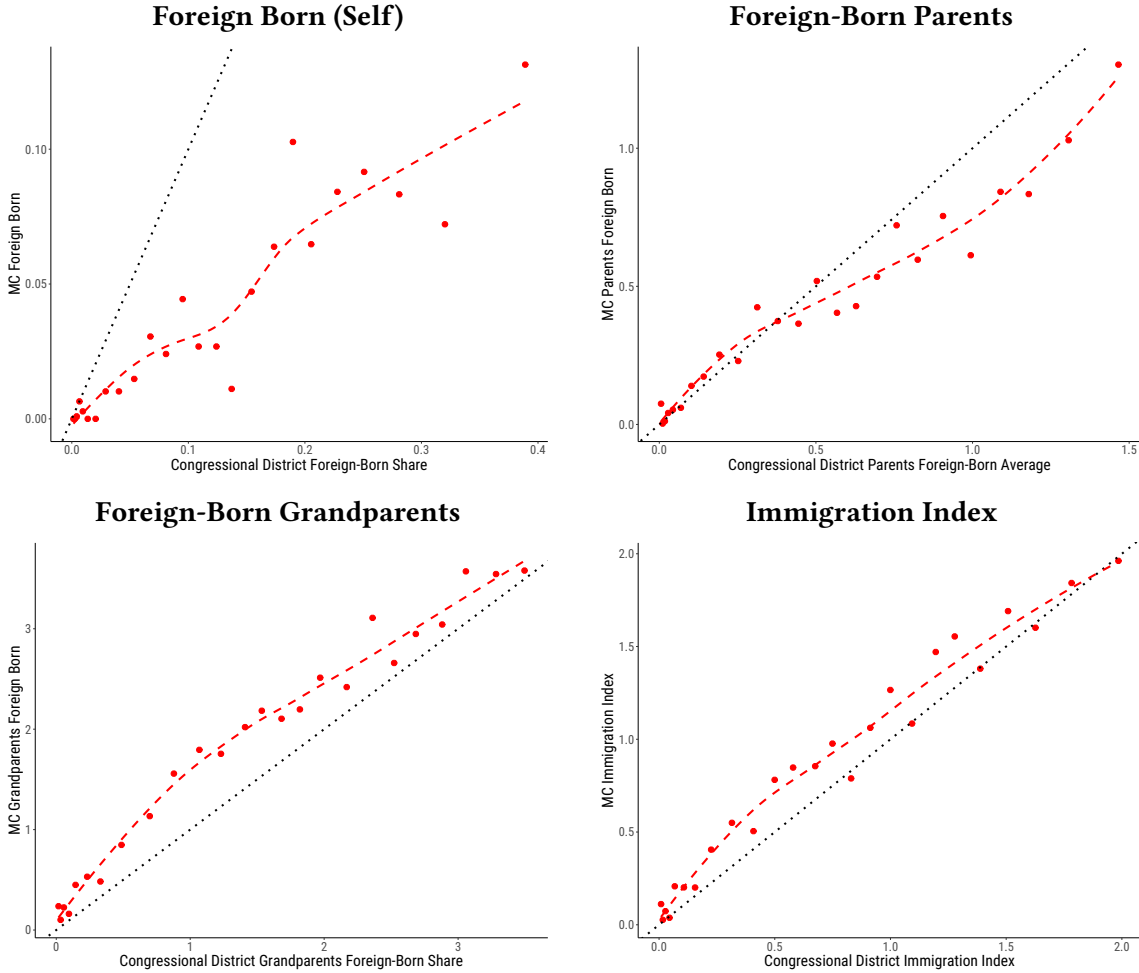 Foreign Born (Self)
MC Foreign Born
0.10
0.05
0.00
0.0 0.1 0.2 0.3 0.4
Congressional District Foreign-Born Share
Foreign-Born Parents
MC Parents Foreign Born
1.0
0.5
0.0
0.0 0.5 1.0 1.5
Congressional District Parents Foreign-Born Average
Foreign-Born Grandparents
MC Grandparents Foreign Born
3
2
1
0
0 1 2 3
Congressional District Grandparents Foreign-Born Share
Immigration Index
MC Immigration Index
2.0
1.5
1.0
0.5
0.0
0.0 0.5 1.0 1.5 2.0
Congressional District Immigration Index